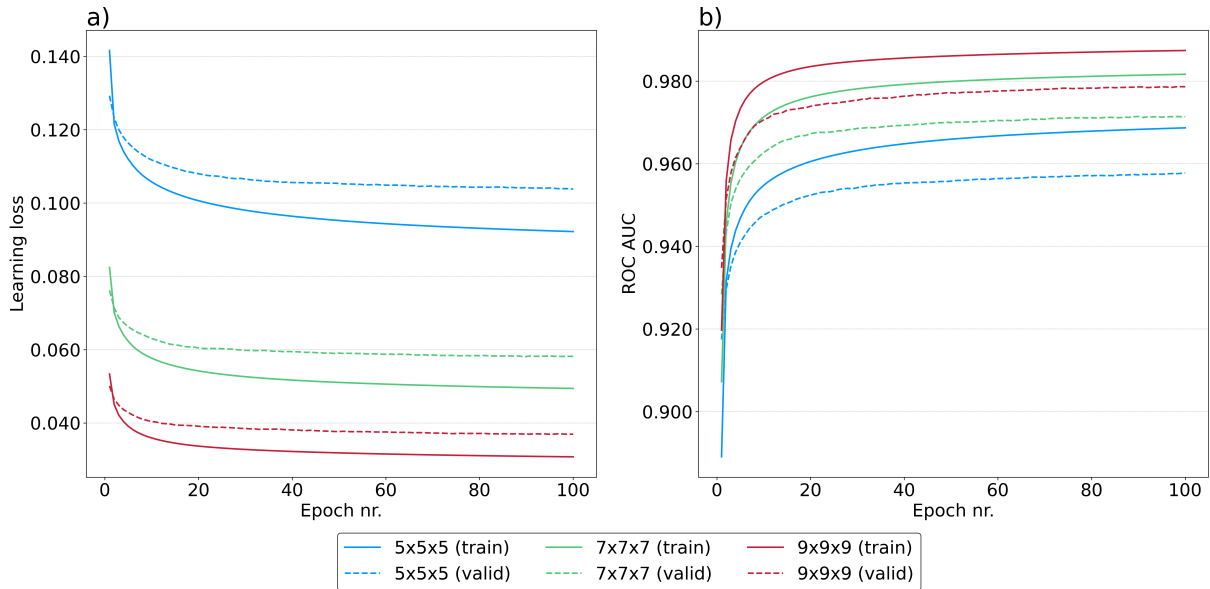 a)
0.140
0.120
0.100
0.080
0.060
0.040
Learning loss
0 20 40 60 80 100
Epoch nr.
b)
0.980
0.960
0.940
0.920
0.900
ROC AUC
0 20 40 60 80 100
Epoch nr.
5x5x5 (train) 7x7x7 (train) 9x9x9 (train)
5x5x5 (valid) 7x7x7 (valid) 9x9x9 (valid)